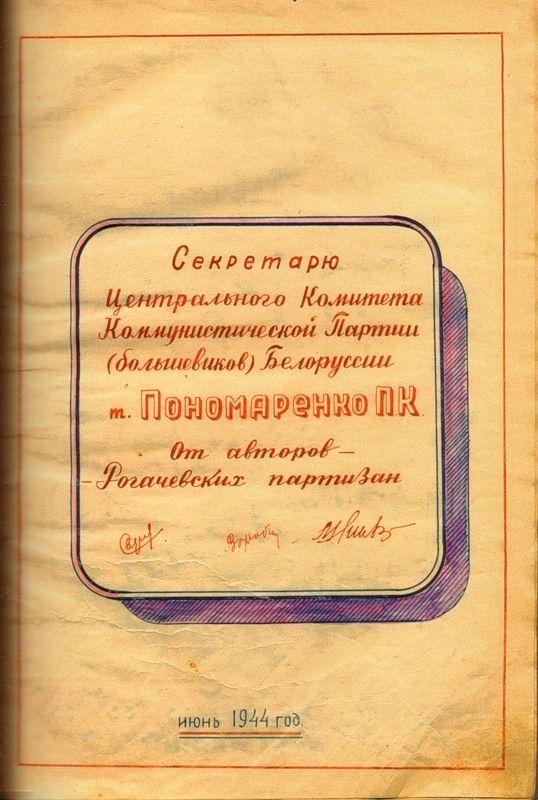 Секретарю
Центрального Комитета
Коммунистической Партии
(большевиков) Белоруссии
т. Пономаренко П.К.
От авторов –
– Рогачевских партизан
июнь 1944 год.